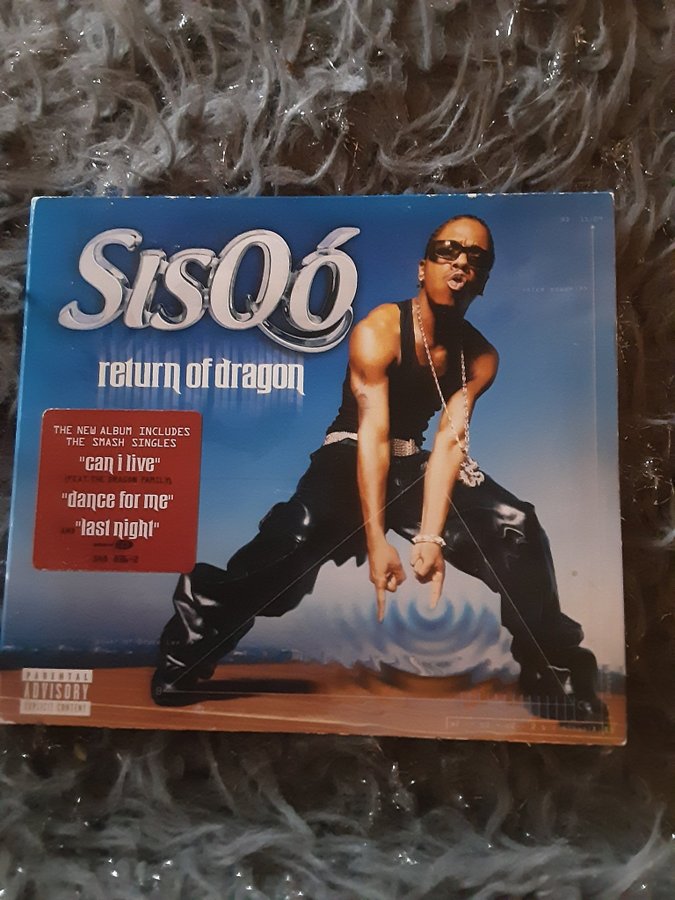 SISQÓ
return of dragon
THE NEW ALBUM INCLUDES
THE SMASH SINGLES
"can i live"
(FEAT. THE DRAGON FAMILY)
"dance for me"
AND "last night"
PARENTAL
ADVISORY
EXPLICIT CONTENT